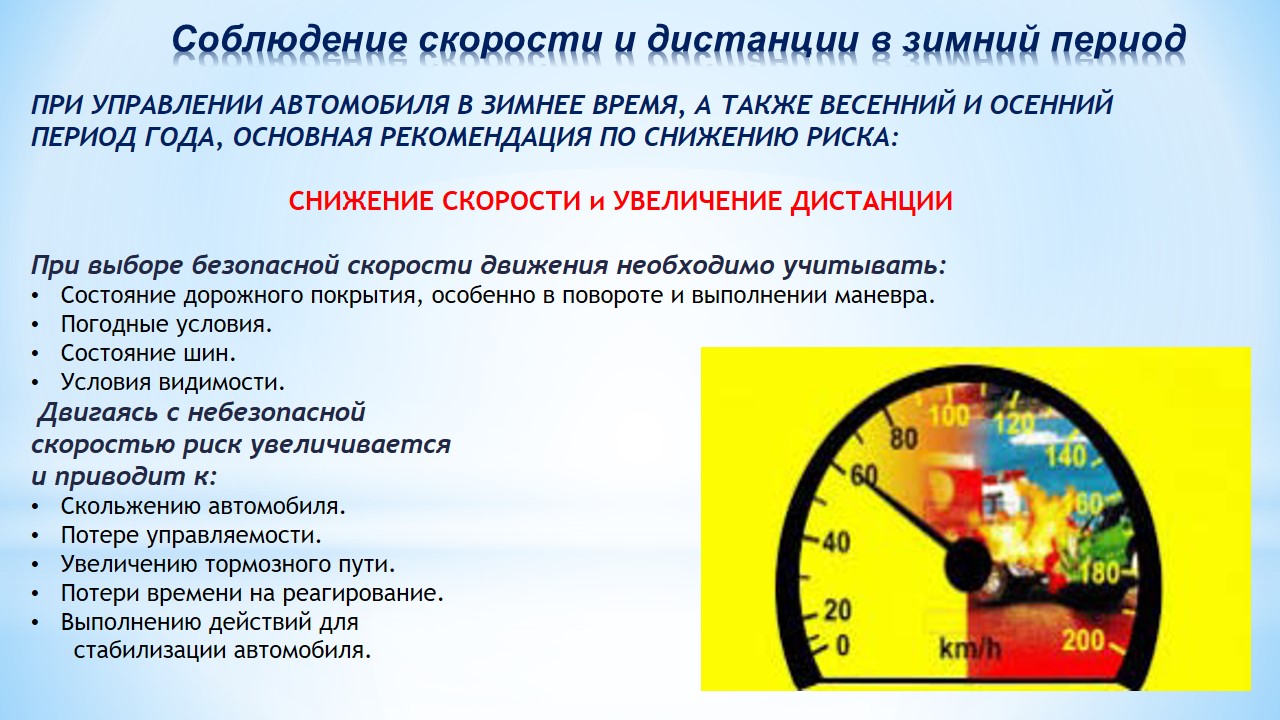 Соблюдение скорости и дистанции в зимний период
ПРИ УПРАВЛЕНИИ АВТОМОБИЛЯ В ЗИМНЕЕ ВРЕМЯ, А ТАКЖЕ ВЕСЕННИЙ И ОСЕННИЙ
ПЕРИОД ГОДА, ОСНОВНАЯ РЕКОМЕНДАЦИЯ ПО СНИЖЕНИЮ РИСКА:
СНИЖЕНИЕ СКОРОСТИ и УВЕЛИЧЕНИЕ ДИСТАНЦИИ
При выборе безопасной скорости движения необходимо учитывать:
• Состояние дорожного покрытия, особенно в повороте и выполнении маневра.
• Погодные условия.
• Состояние шин.
• Условия видимости.
Двигаясь с небезопасной
скоростью риск увеличивается
и приводит к:
• Скольжению автомобиля.
• Потере управляемости.
• Увеличению тормозного пути.
• Потери времени на реагирование.
• Выполнению действий для
стабилизации автомобиля.
0
20
40
60
80
100
120
140
160
180
200
km/h